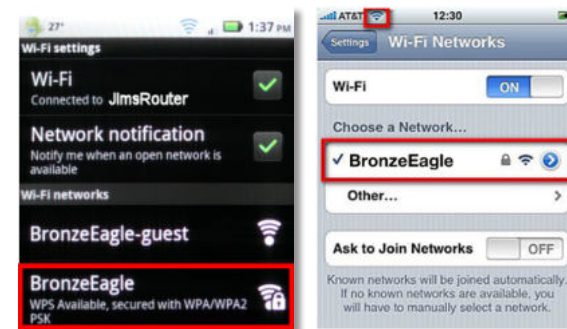 27°
1:37 PM
Wi-Fi settings
Wi-Fi
Connected to JimsRouter
Network notification
Notify me when an open network is
available
Wi-Fi networks
BronzeEagle-guest
BronzeEagle
WPS Available, secured with WPA/WPA2
PSK
AT&T
12:30
Settings
Wi-Fi Networks
Wi-Fi
ON
Choose a Network...
✓ BronzeEagle
Other...
Ask to Join Networks
OFF
Known networks will be joined automatically.
If no known networks are available, you
will have to manually select a network.